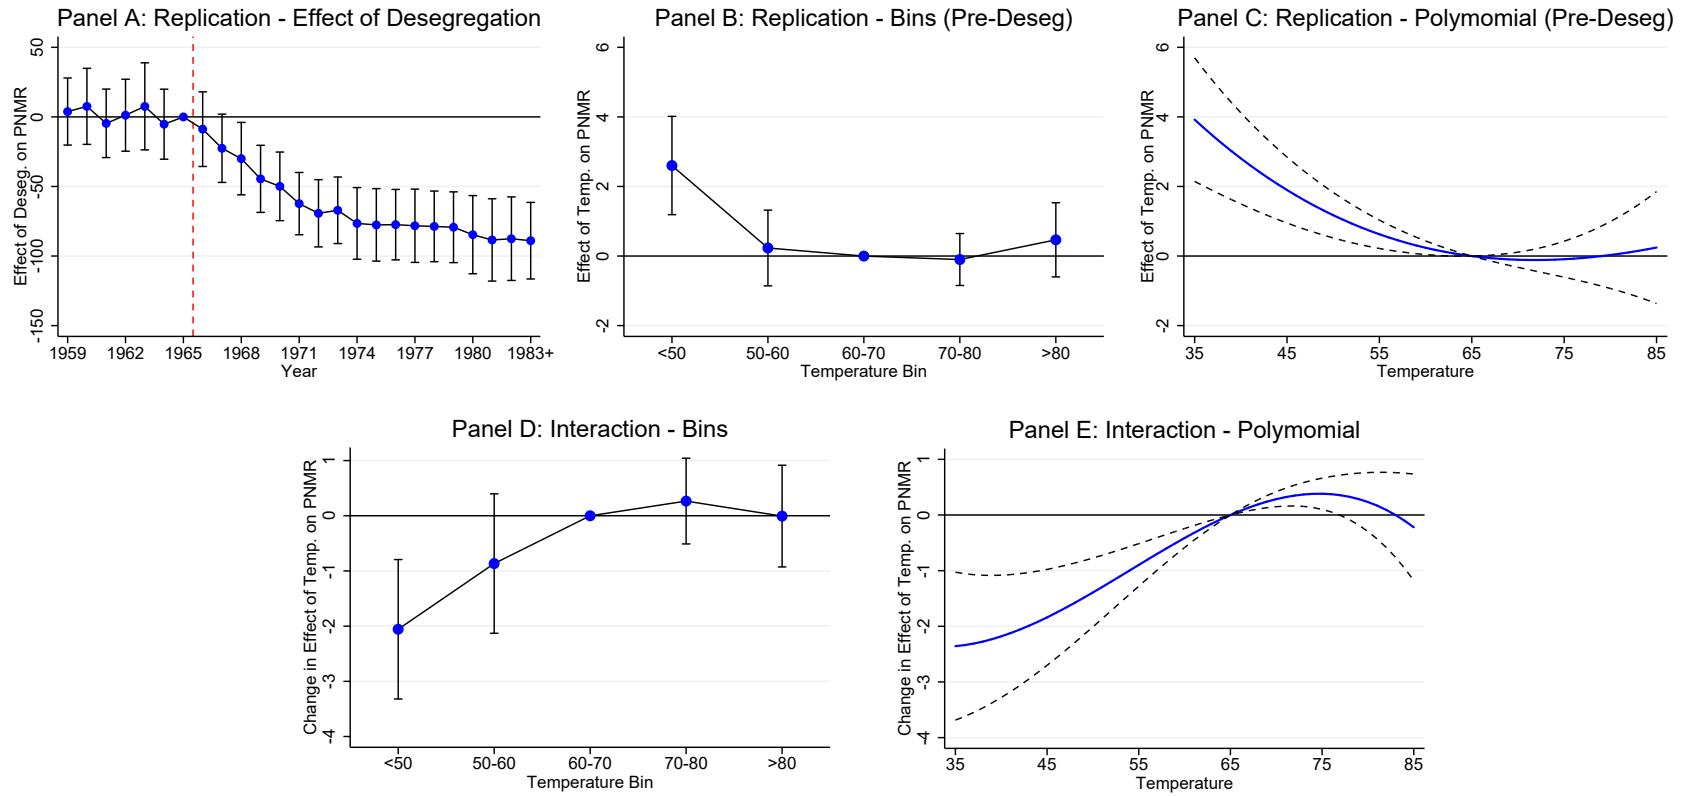 Panel A: Replication - Effect of Desegregation
Effect of Deseg. on PNMR
50
0
-50
-100
-150
1959 1962 1965 1968 1971 1974 1977 1980 1983+
Year
Panel B: Replication - Bins (Pre-Deseg)
Effect of Temp. on PNMR
6
4
2
0
-2
<50 50-60 60-70 70-80 >80
Temperature Bin
Panel C: Replication - Polymomial (Pre-Deseg)
Effect of Temp. on PNMR
6
4
2
0
-2
35 45 55 65 75 85
Temperature
Panel D: Interaction - Bins
Change in Effect of Temp. on PNMR
1
0
-1
-2
-3
-4
<50 50-60 60-70 70-80 >80
Temperature Bin
Panel E: Interaction - Polymomial
Change in Effect of Temp. on PNMR
1
0
-1
-2
-3
-4
35 45 55 65 75 85
Temperature